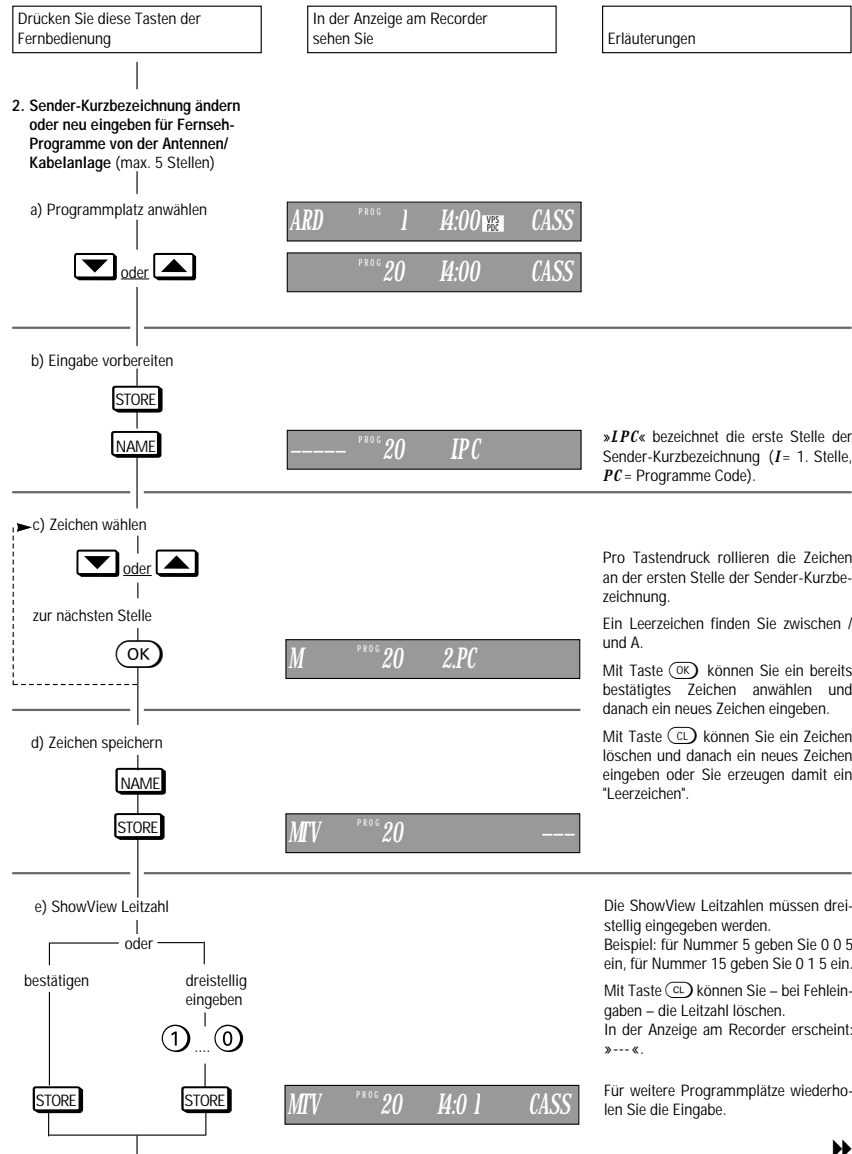 Drücken Sie diese Tasten der
Fernbedienung
In der Anzeige am Recorder
sehen Sie
Erläuterungen
2. Sender-Kurzbezeichnung ändern
oder neu eingeben für Fernseh-
Programme von der Antennen/
Kabelanlage (max. 5 Stellen)
a) Programmplatz anwählen
ARD PROG 1 14:00 VPS PDC CASS
oder
PROG 20 14:00 CASS
b) Eingabe vorbereiten
STORE
NAME
––––– PROG 20 1.PC
»1.PC« bezeichnet die erste Stelle der
Sender-Kurzbezeichnung (1= 1. Stelle,
PC = Programme Code).
c) Zeichen wählen
oder
zur nächsten Stelle
OK
M PROG 20 2.PC
Pro Tastendruck rollieren die Zeichen
an der ersten Stelle der Sender-Kurzbe-
zeichnung.
Ein Leerzeichen finden Sie zwischen /
und A.
Mit Taste OK können Sie ein bereits
bestätigtes Zeichen anwählen und
danach ein neues Zeichen eingeben.
Mit Taste CL können Sie ein Zeichen
löschen und danach ein neues Zeichen
eingeben oder Sie erzeugen damit ein
"Leerzeichen".
d) Zeichen speichern
NAME
STORE
MTV PROG 20 –––
e) ShowView Leitzahl
oder
bestätigen
dreistellig
eingeben
1 .... 0
STORE
STORE
MTV PROG 20 14:0 1 CASS
Die ShowView Leitzahlen müssen drei-
stellig eingegeben werden.
Beispiel: für Nummer 5 geben Sie 0 0 5
ein, für Nummer 15 geben Sie 0 1 5 ein.
Mit Taste CL können Sie – bei Fehlein-
gaben – die Leitzahl löschen.
In der Anzeige am Recorder erscheint:
»---«.
Für weitere Programmplätze wiederho-
len Sie die Eingabe.